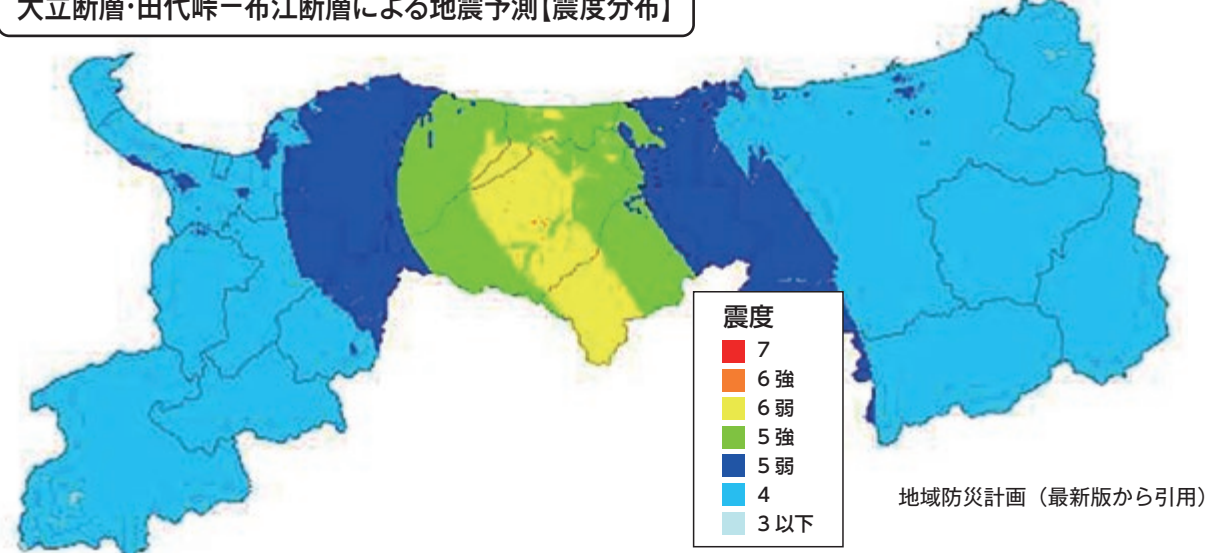 大立断層・田代峠－布江断層による地震予測【震度分布】
震度
7
6強
6弱
5強
5弱
4
3以下
地域防災計画（最新版から引用）